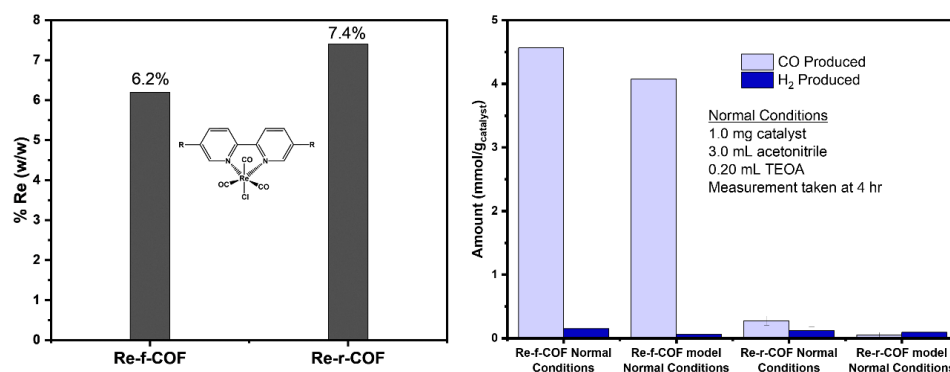 8
7
6
5
4
3
2
1
0
% Re (w/w)
6.2%
7.4%
R
R
N
N
CO
Re
OC
CO
Cl
Re-f-COF
Re-r-COF
5
4
3
2
1
0
Amount (mmol/gcatalyst)
CO Produced
H2 Produced
Normal Conditions
1.0 mg catalyst
3.0 mL acetonitrile
0.20 mL TEOA
Measurement taken at 4 hr
Re-f-COF Normal
Conditions
Re-f-COF model
Normal Conditions
Re-r-COF Normal
Conditions
Re-r-COF model
Normal Conditions